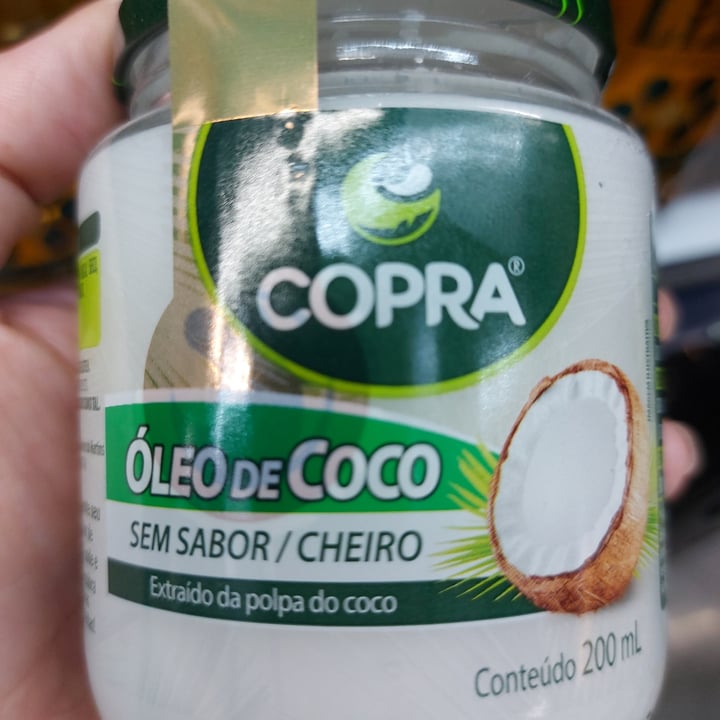 COPRA®
ÓLEO DE COCO
SEM SABOR / CHEIRO
Extraído da polpa do coco
Conteúdo 200 mL